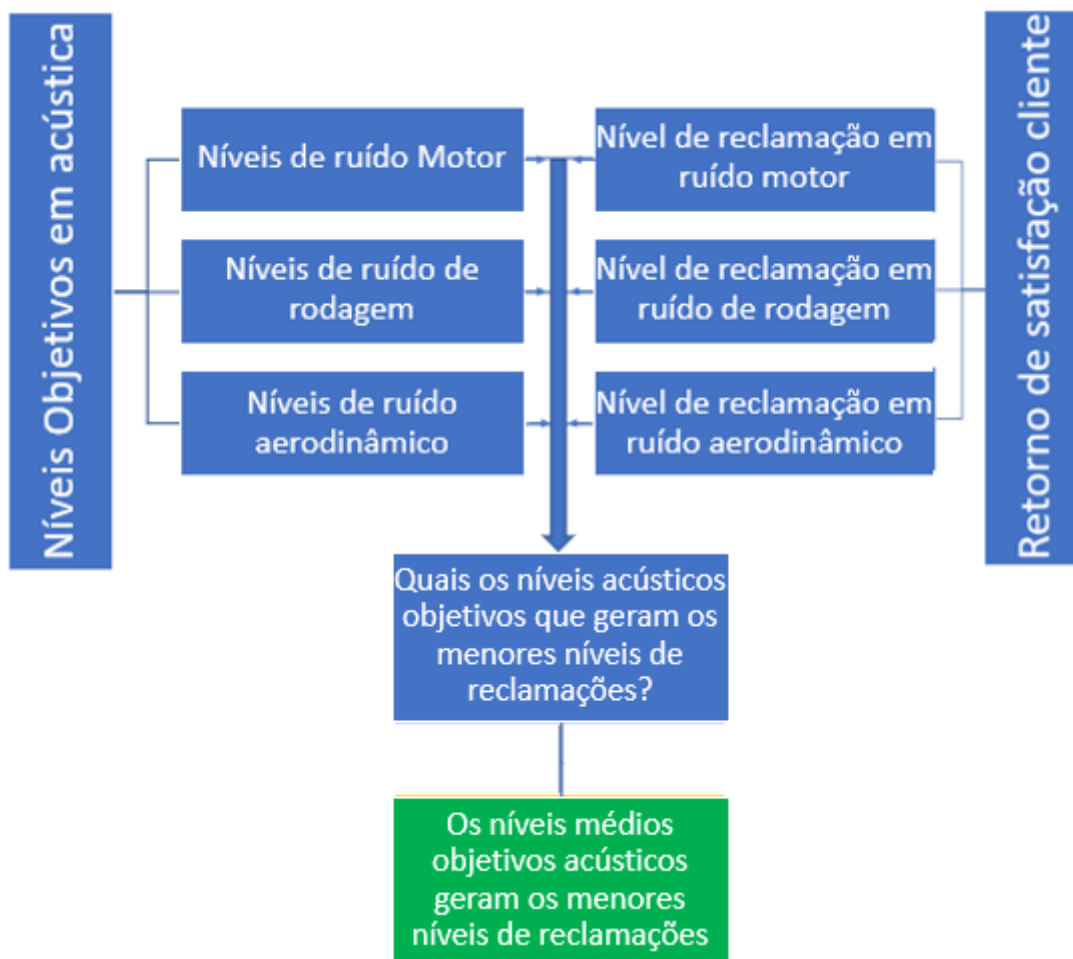 Níveis Objetivos em acústica
Níveis de ruído Motor
Níveis de ruído de
rodagem
Níveis de ruído
aerodinâmico
Nível de reclamação em
ruído motor
Nível de reclamação em
ruído de rodagem
Nível de reclamação em
ruído aerodinâmico
Retorno de satisfação cliente
Quais os níveis acústicos
objetivos que geram os
menores níveis de
reclamações?
Os níveis médios
objetivos acústicos
geram os menores
níveis de reclamações